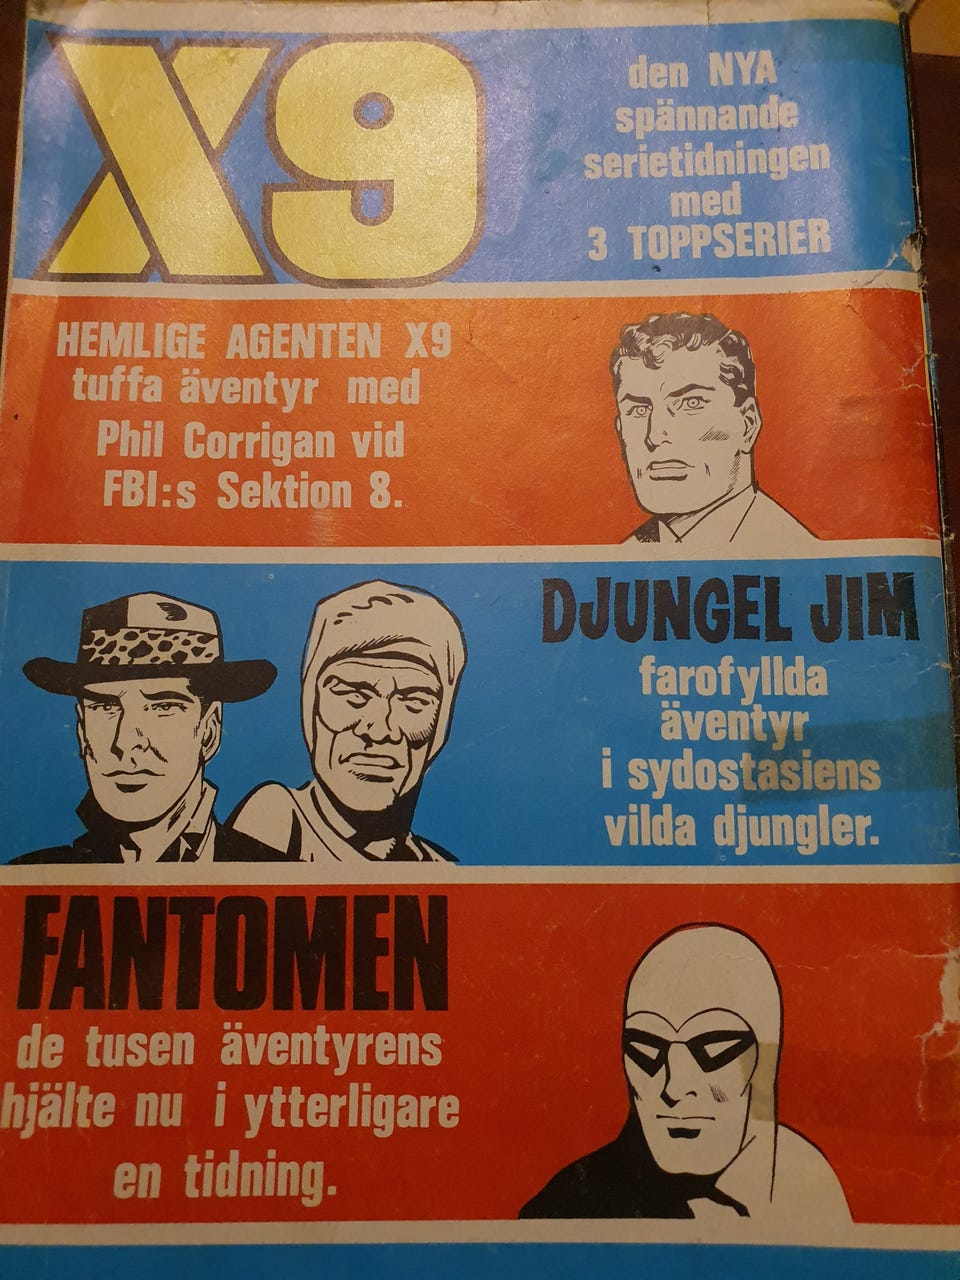 X9
den NYA
spännande
serietidningen
med
3 TOPPSERIER
HEMLIGE AGENTEN X9
tuffa äventyr med
Phil Corrigan vid
FBI:s Sektion 8.
DJUNGEL JIM
farofyllda
äventyr
i sydostasiens
vilda djungler.
FANTOMEN
de tusen äventyrens
hjälte nu i ytterligare
en tidning.